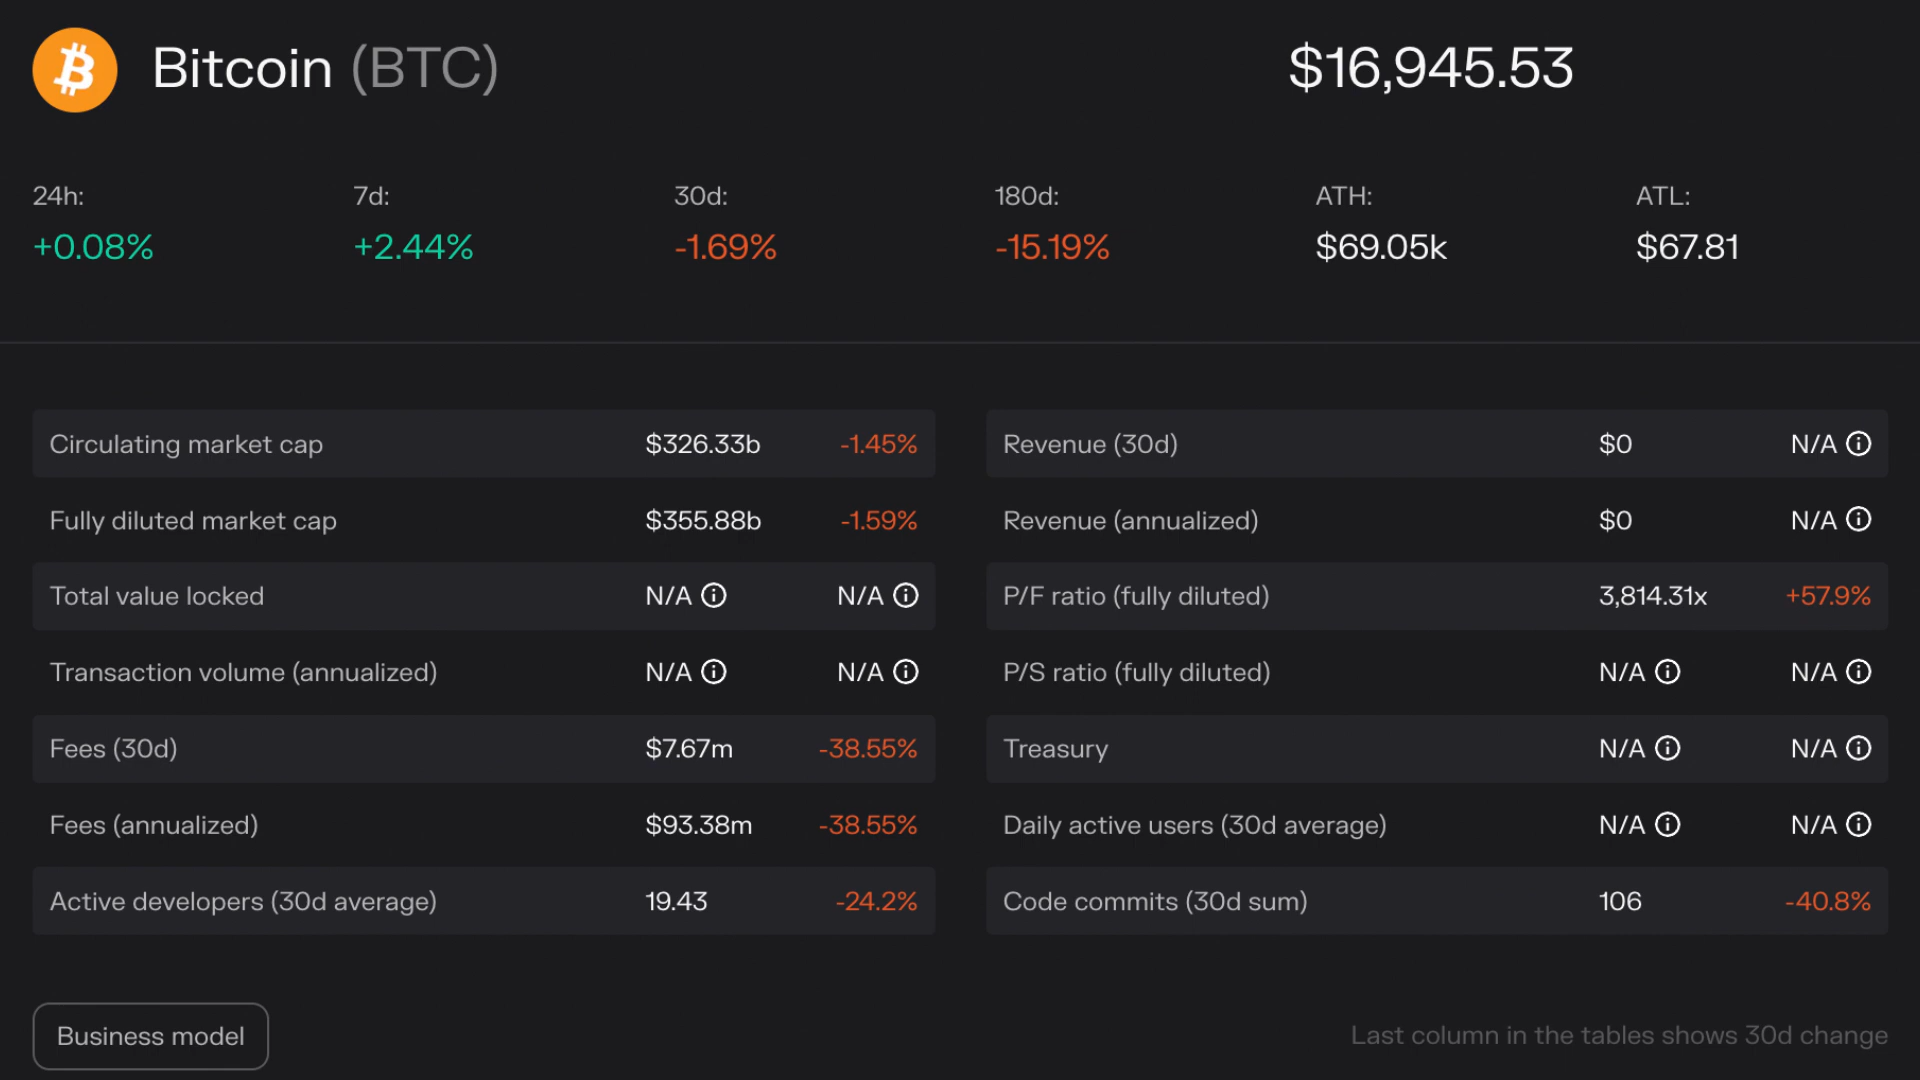 Bitcoin (BTC) $16,945.53
24h: 7d: 30d: 180d: ATH: ATL:
+0.08% +2.44% -1.69% -15.19% $69.05k $67.81
Circulating market cap $326.33b -1.45% Revenue (30d) $0 N/A
Fully diluted market cap $355.88b -1.59% Revenue (annualized) $0 N/A
Total value locked N/A N/A P/F ratio (fully diluted) 3,814.31x +57.9%
Transaction volume (annualized) N/A N/A P/S ratio (fully diluted) N/A N/A
Fees (30d) $7.67m -38.55% Treasury N/A N/A
Fees (annualized) $93.38m -38.55% Daily active users (30d average) N/A N/A
Active developers (30d average) 19.43 -24.2% Code commits (30d sum) 106 -40.8%
Business model Last column in the tables shows 30d change